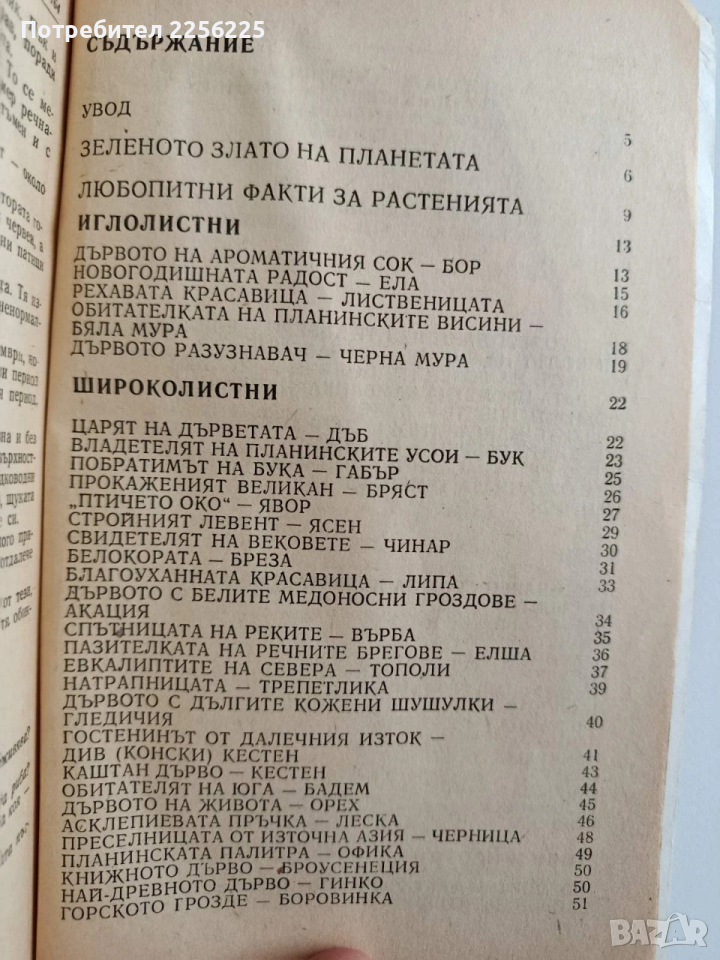 Потребител 2256225
СЪДЪРЖАНИЕ
УВОД 5
ЗЕЛЕНОТО ЗЛАТО НА ПЛАНЕТАТА 6
ЛЮБОПИТНИ ФАКТИ ЗА РАСТЕНИЯТА 9
ИГЛОЛИСТНИ 13
ДЪРВОТО НА АРОМАТИЧНИЯ СОК — БОР 13
НОВОГОДИШНАТА РАДОСТ — ЕЛА 15
РЕХАВАТА КРАСАВИЦА — ЛИСТВЕНИЦАТА 16
ОБИТАТЕЛКАТА НА ПЛАНИНСКИТЕ ВИСИНИ —
БЯЛА МУРА 18
ДЪРВОТО РАЗУЗНАВАЧ — ЧЕРНА МУРА 19
ШИРОКОЛИСТНИ 22
ЦАРЯТ НА ДЪРВЕТАТА — ДЪБ 22
ВЛАДЕТЕЛЯТ НА ПЛАНИНСКИТЕ УСОИ — БУК 23
ПОБРАТИМЪТ НА БУКА — ГАБЪР 25
ПРОКАЖЕНИЯТ ВЕЛИКАН — БРЯСТ 26
„ПТИЧЕТО ОКО“ — ЯВОР 27
СТРОЙНИЯТ ЛЕВЕНТ — ЯСЕН 29
СВИДЕТЕЛЯТ НА ВЕКОВЕТЕ — ЧИНАР 30
БЕЛОКОРАТА — БРЕЗА 31
БЛАГОУХАННАТА КРАСАВИЦА — ЛИПА 33
ДЪРВОТО С БЕЛИТЕ МЕДОНОСНИ ГРОЗДОВЕ —
АКАЦИЯ 34
СПЪТНИЦАТА НА РЕКИТЕ — ВЪРБА 35
ПАЗИТЕЛКАТА НА РЕЧНИТЕ БРЕГОВЕ — ЕЛША 36
ЕВКАЛИПТИТЕ НА СЕВЕРА — ТОПОЛИ 37
НАТРАПНИЦАТА — ТРЕПЕТЛИКА 39
ДЪРВОТО С ДЪЛГИТЕ КОЖЕНИ ШУШУЛКИ —
ГЛЕДИЧИЯ 40
ГОСТЕНИНЪТ ОТ ДАЛЕЧНИЯ ИЗТОК —
ДИВ (КОНСКИ) КЕСТЕН 41
КАШТАН ДЪРВО — КЕСТЕН 43
ОБИТАТЕЛЯТ НА ЮГА — БАДЕМ 44
ДЪРВОТО НА ЖИВОТА — ОРЕХ 45
АСКЛЕПИЕВАТА ПРЪЧКА — ЛЕСКА 46
ПРЕСЕЛНИЦАТА ОТ ИЗТОЧНА АЗИЯ — ЧЕРНИЦА 48
ПЛАНИНСКАТА ПАЛИТРА — ОФИКА 49
КНИЖНОТО ДЪРВО — БРОУСЕНЕЦИЯ 50
НАЙ-ДРЕВНОТО ДЪРВО — ГИНКО 50
ГОРСКОТО ГРОЗДЕ — БОРОВИНКА 51
BAZAR